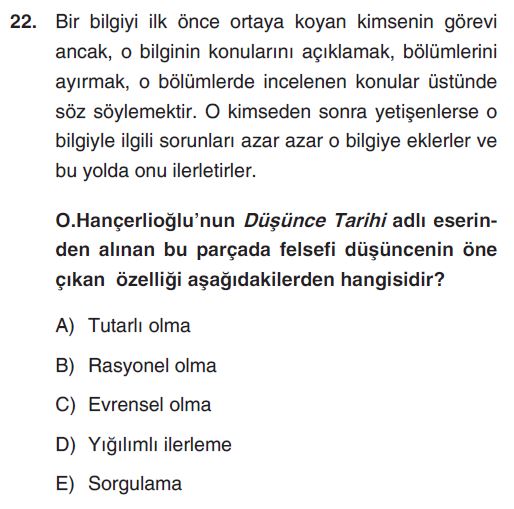 22. Bir bilgiyi ilk önce ortaya koyan kimsenin görevi
ancak, o bilginin konularını açıklamak, bölümlerini
ayırmak, o bölümlerde incelenen konular üstünde
söz söylemektir. O kimseden sonra yetişenlerse o
bilgiyle ilgili sorunları azar azar o bilgiye eklerler ve
bu yolda onu ilerletirler.
O.Hançerlioğlu'nun Düşünce Tarihi adlı eserin-
den alınan bu parçada felsefi düşüncenin öne
çıkan özelliği aşağıdakilerden hangisidir?
A) Tutarlı olma
B) Rasyonel olma
C) Evrensel olma
D) Yığılımlı ilerleme
E) Sorgulama